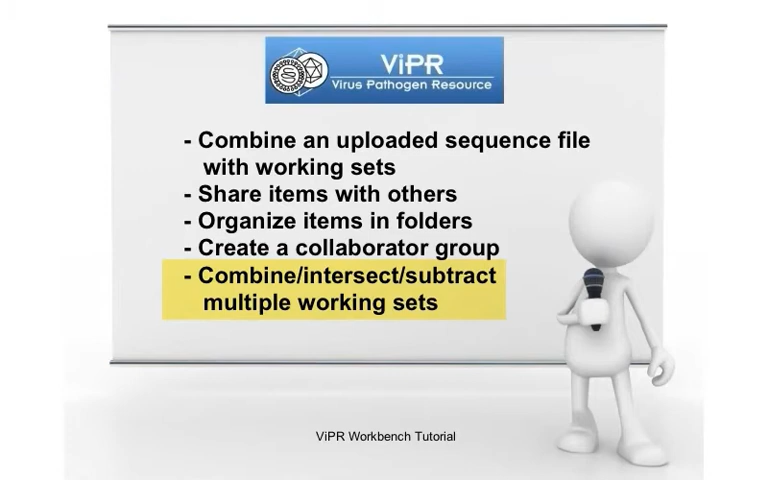 ViPR
Virus Pathogen Resource
- Combine an uploaded sequence file
with working sets
- Share items with others
- Organize items in folders
- Create a collaborator group
- Combine/intersect/subtract
multiple working sets
ViPR Workbench Tutorial